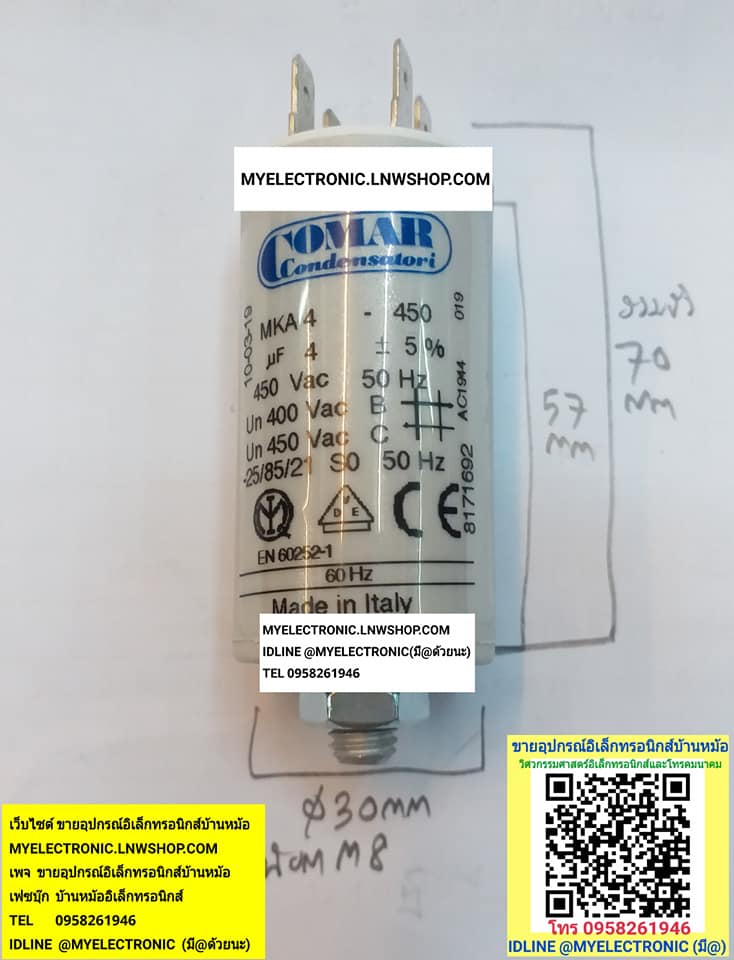 MYELECTRONIC.LNWSHOP.COM
COMAR
Condensatori
10-03-19
MKA 4 - 450
µF 4 ± 5 %
450 Vac 50 Hz
Un 400 Vac B
Un 450 Vac C
-25/85/21 S0 50 Hz
019
AC1944
8171692
VDE
CE
EN 60252-1
60 Hz
Made in Italy
MYELECTRONIC.LNWSHOP.COM
IDLINE @MYELECTRONIC(มี@ด้วยนะ)
TEL 0958261946
รวมขา
70
mm
57
mm
φ30mm
น๊อต M8
เว็บไซต์ ขายอุปกรณ์อิเล็กทรอนิกส์บ้านหม้อ
MYELECTRONIC.LNWSHOP.COM
เพจ ขายอุปกรณ์อิเล็กทรอนิกส์บ้านหม้อ
เฟซบุ๊ก บ้านหม้ออิเล็กทรอนิกส์
TEL 0958261946
IDLINE @MYELECTRONIC (มี@ด้วยนะ)
ขายอุปกรณ์อิเล็กทรอนิกส์บ้านหม้อ
วิศวกรรมศาสตร์อิเล็กทรอนิกส์และโทรคมนาคม
โทร 0958261946
IDLINE @MYELECTRONIC (มี@)